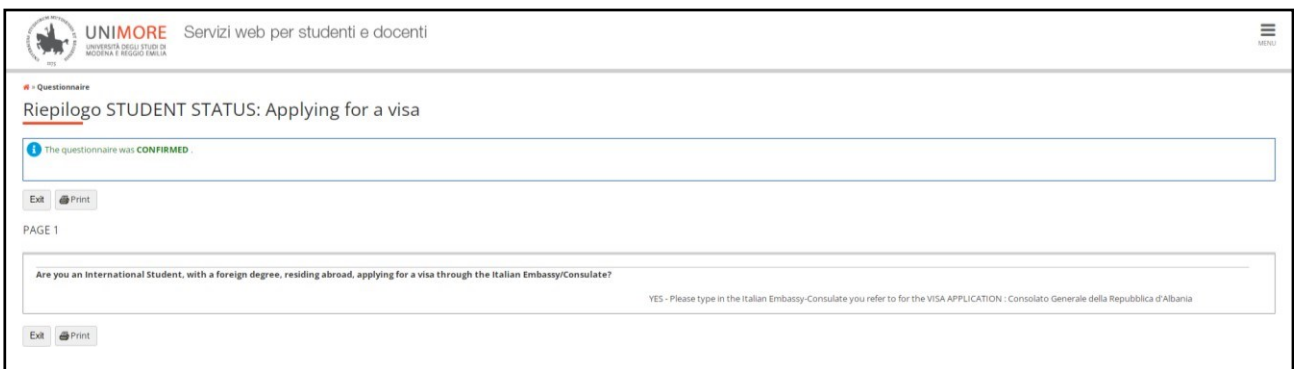 UNIMORE
UNIVERSITÀ DEGLI STUDI DI
MODENA E REGGIO EMILIA
1175
Servizi web per studenti e docenti
MENU
» Questionnaire
Riepilogo STUDENT STATUS: Applying for a visa
The questionnaire was CONFIRMED .
Exit Print
PAGE 1
Are you an International Student, with a foreign degree, residing abroad, applying for a visa through the Italian Embassy/Consulate?
YES - Please type in the Italian Embassy-Consulate you refer to for the VISA APPLICATION : Consolato Generale della Repubblica d'Albania
Exit Print